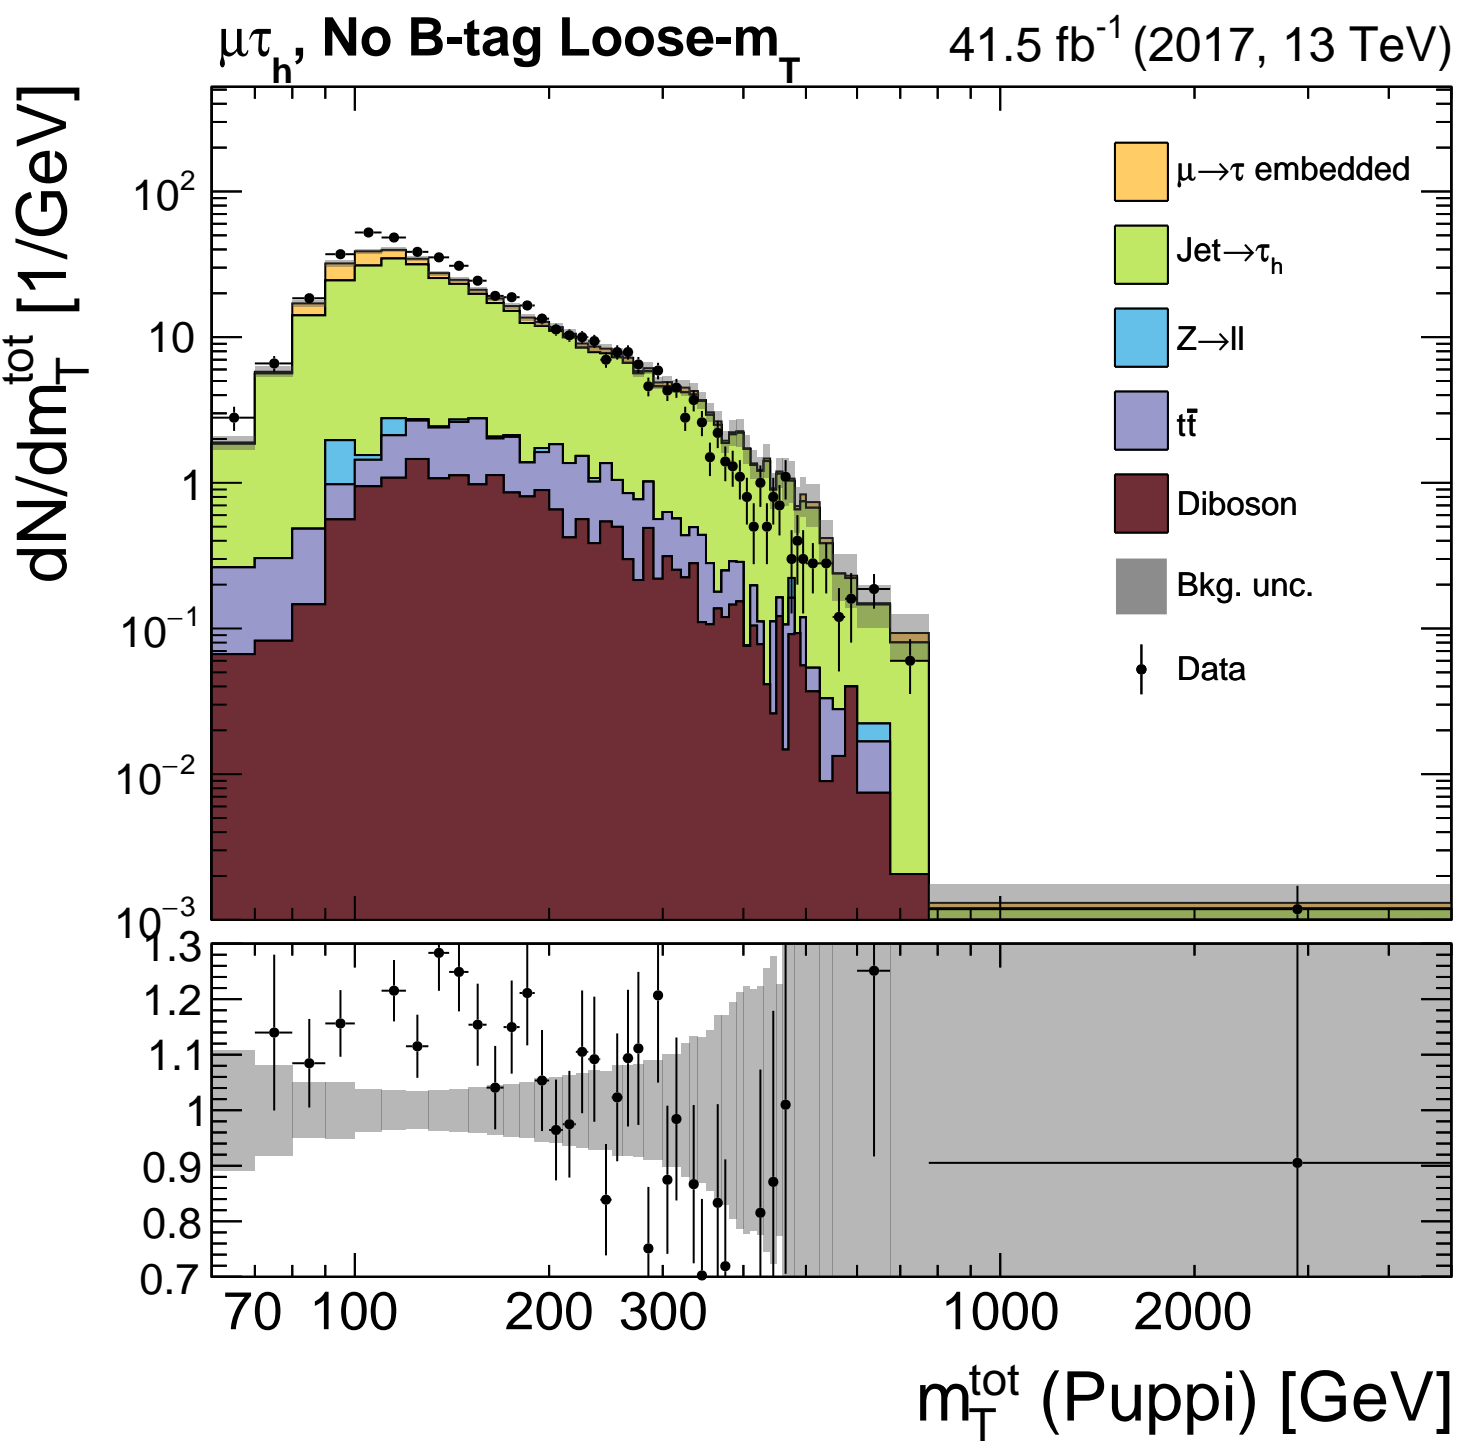 μτh, No B-tag Loose-mT
41.5 fb-1 (2017, 13 TeV)
dN/dmTtot [1/GeV]
102
10
1
10−1
10−2
10−3
μ→τ embedded
Jet→τh
Z→ll
tt̄
Diboson
Bkg. unc.
Data
1.3
1.2
1.1
1
0.9
0.8
0.7
70 100 200 300 1000 2000
mTtot (Puppi) [GeV]